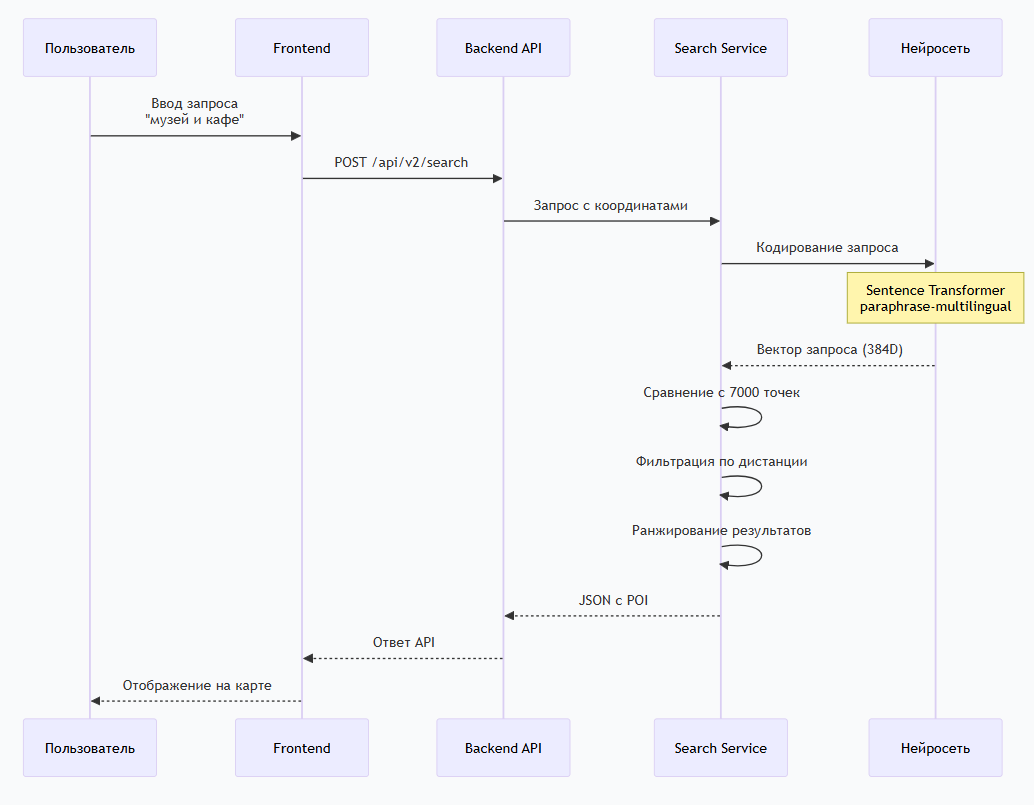 Пользователь
Frontend
Backend API
Search Service
Нейросеть
Ввод запроса
"музей и кафе"
POST /api/v2/search
Запрос с координатами
Кодирование запроса
Sentence Transformer
paraphrase-multilingual
Вектор запроса (384D)
Сравнение с 7000 точек
Фильтрация по дистанции
Ранжирование результатов
JSON с POI
Ответ API
Отображение на карте
Пользователь
Frontend
Backend API
Search Service
Нейросеть